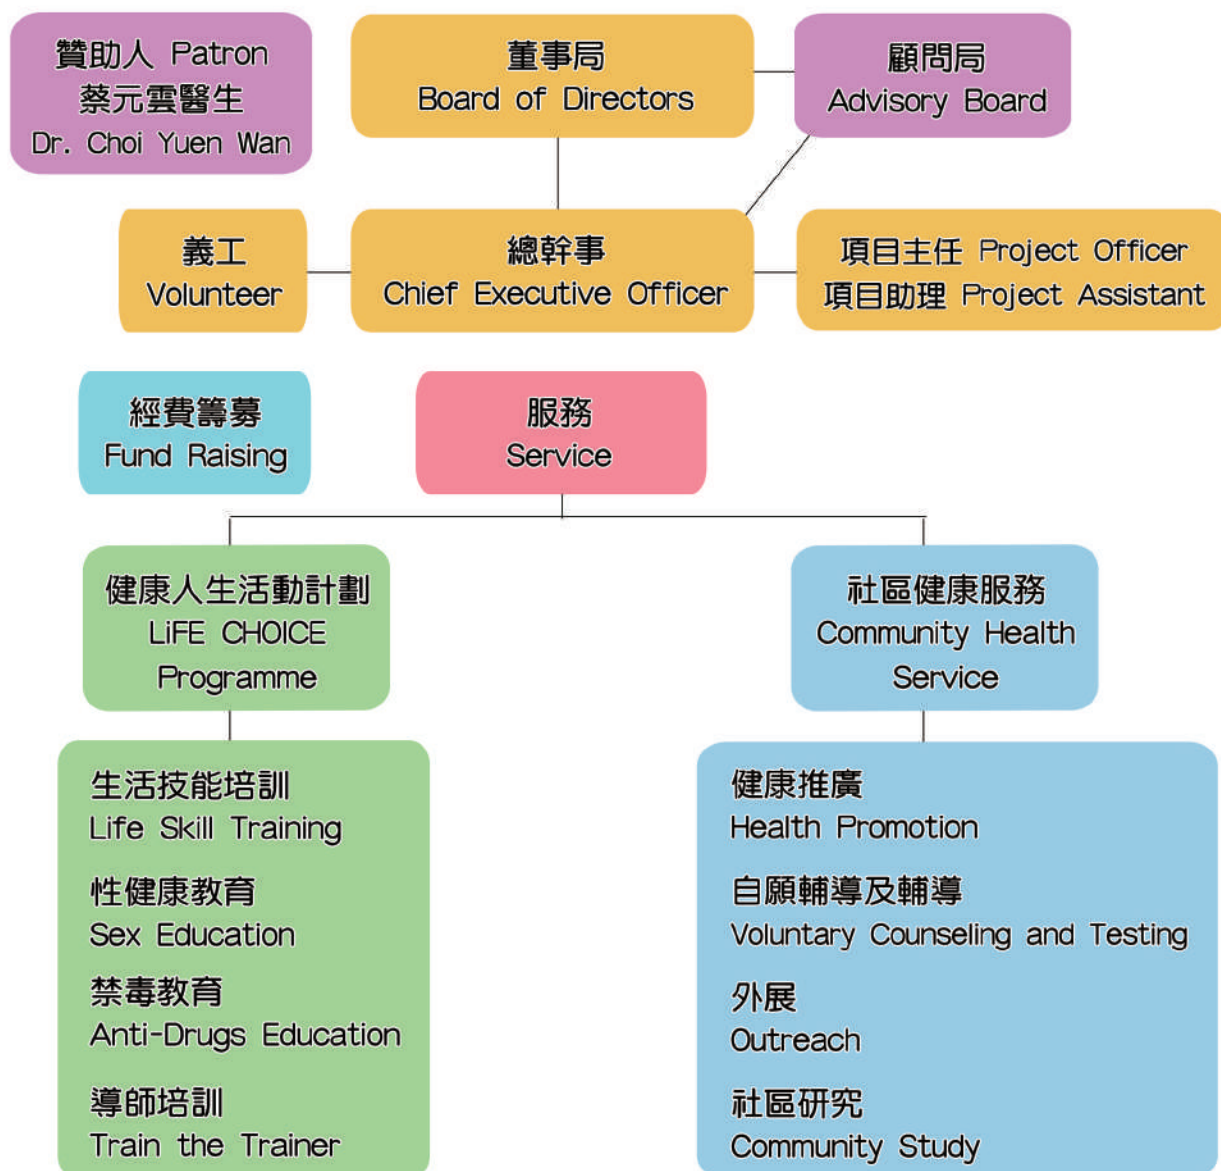 贊助人 Patron
蔡元雲醫生
Dr. Choi Yuen Wan
董事局
Board of Directors
顧問局
Advisory Board
義工
Volunteer
總幹事
Chief Executive Officer
項目主任 Project Officer
項目助理 Project Assistant
經費籌募
Fund Raising
服務
Service
健康人生活動計劃
LiFE CHOICE
Programme
生活技能培訓
Life Skill Training
性健康教育
Sex Education
禁毒教育
Anti-Drugs Education
導師培訓
Train the Trainer
社區健康服務
Community Health
Service
健康推廣
Health Promotion
自願輔導及輔導
Voluntary Counseling and Testing
外展
Outreach
社區研究
Community Study